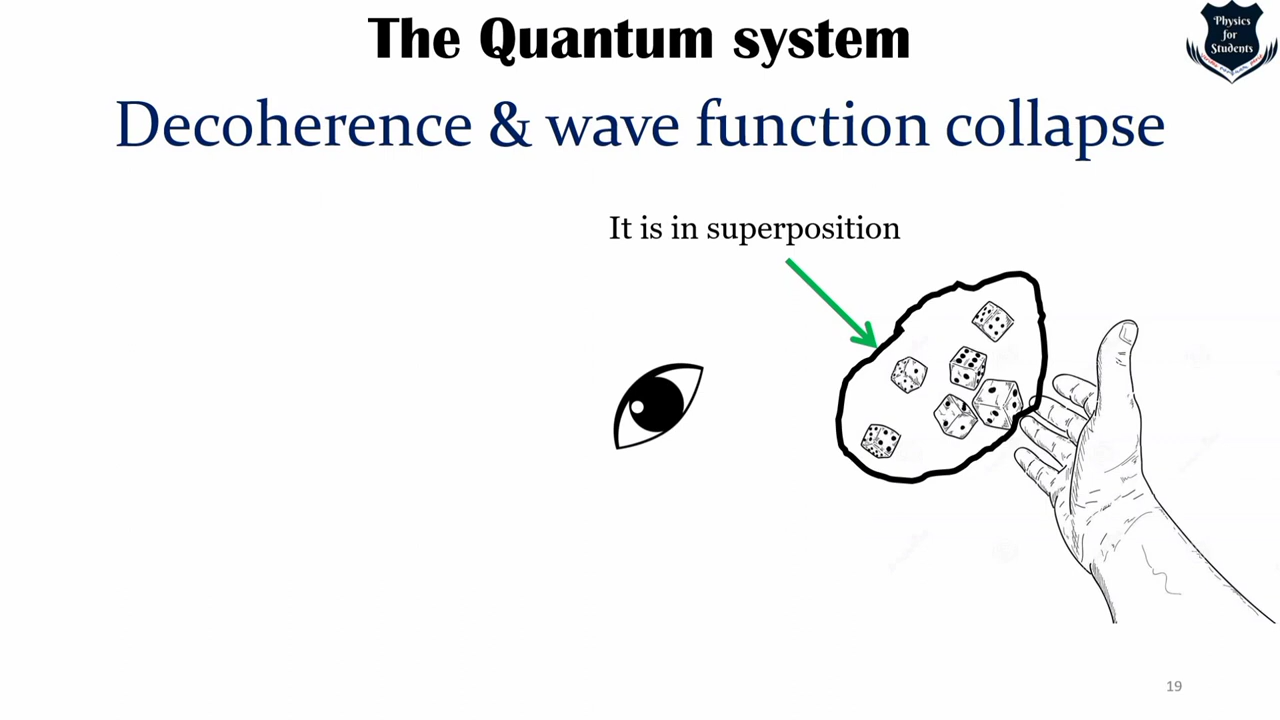 The Quantum system
Physics
for
Students
Decoherence & wave function collapse
It is in superposition
19